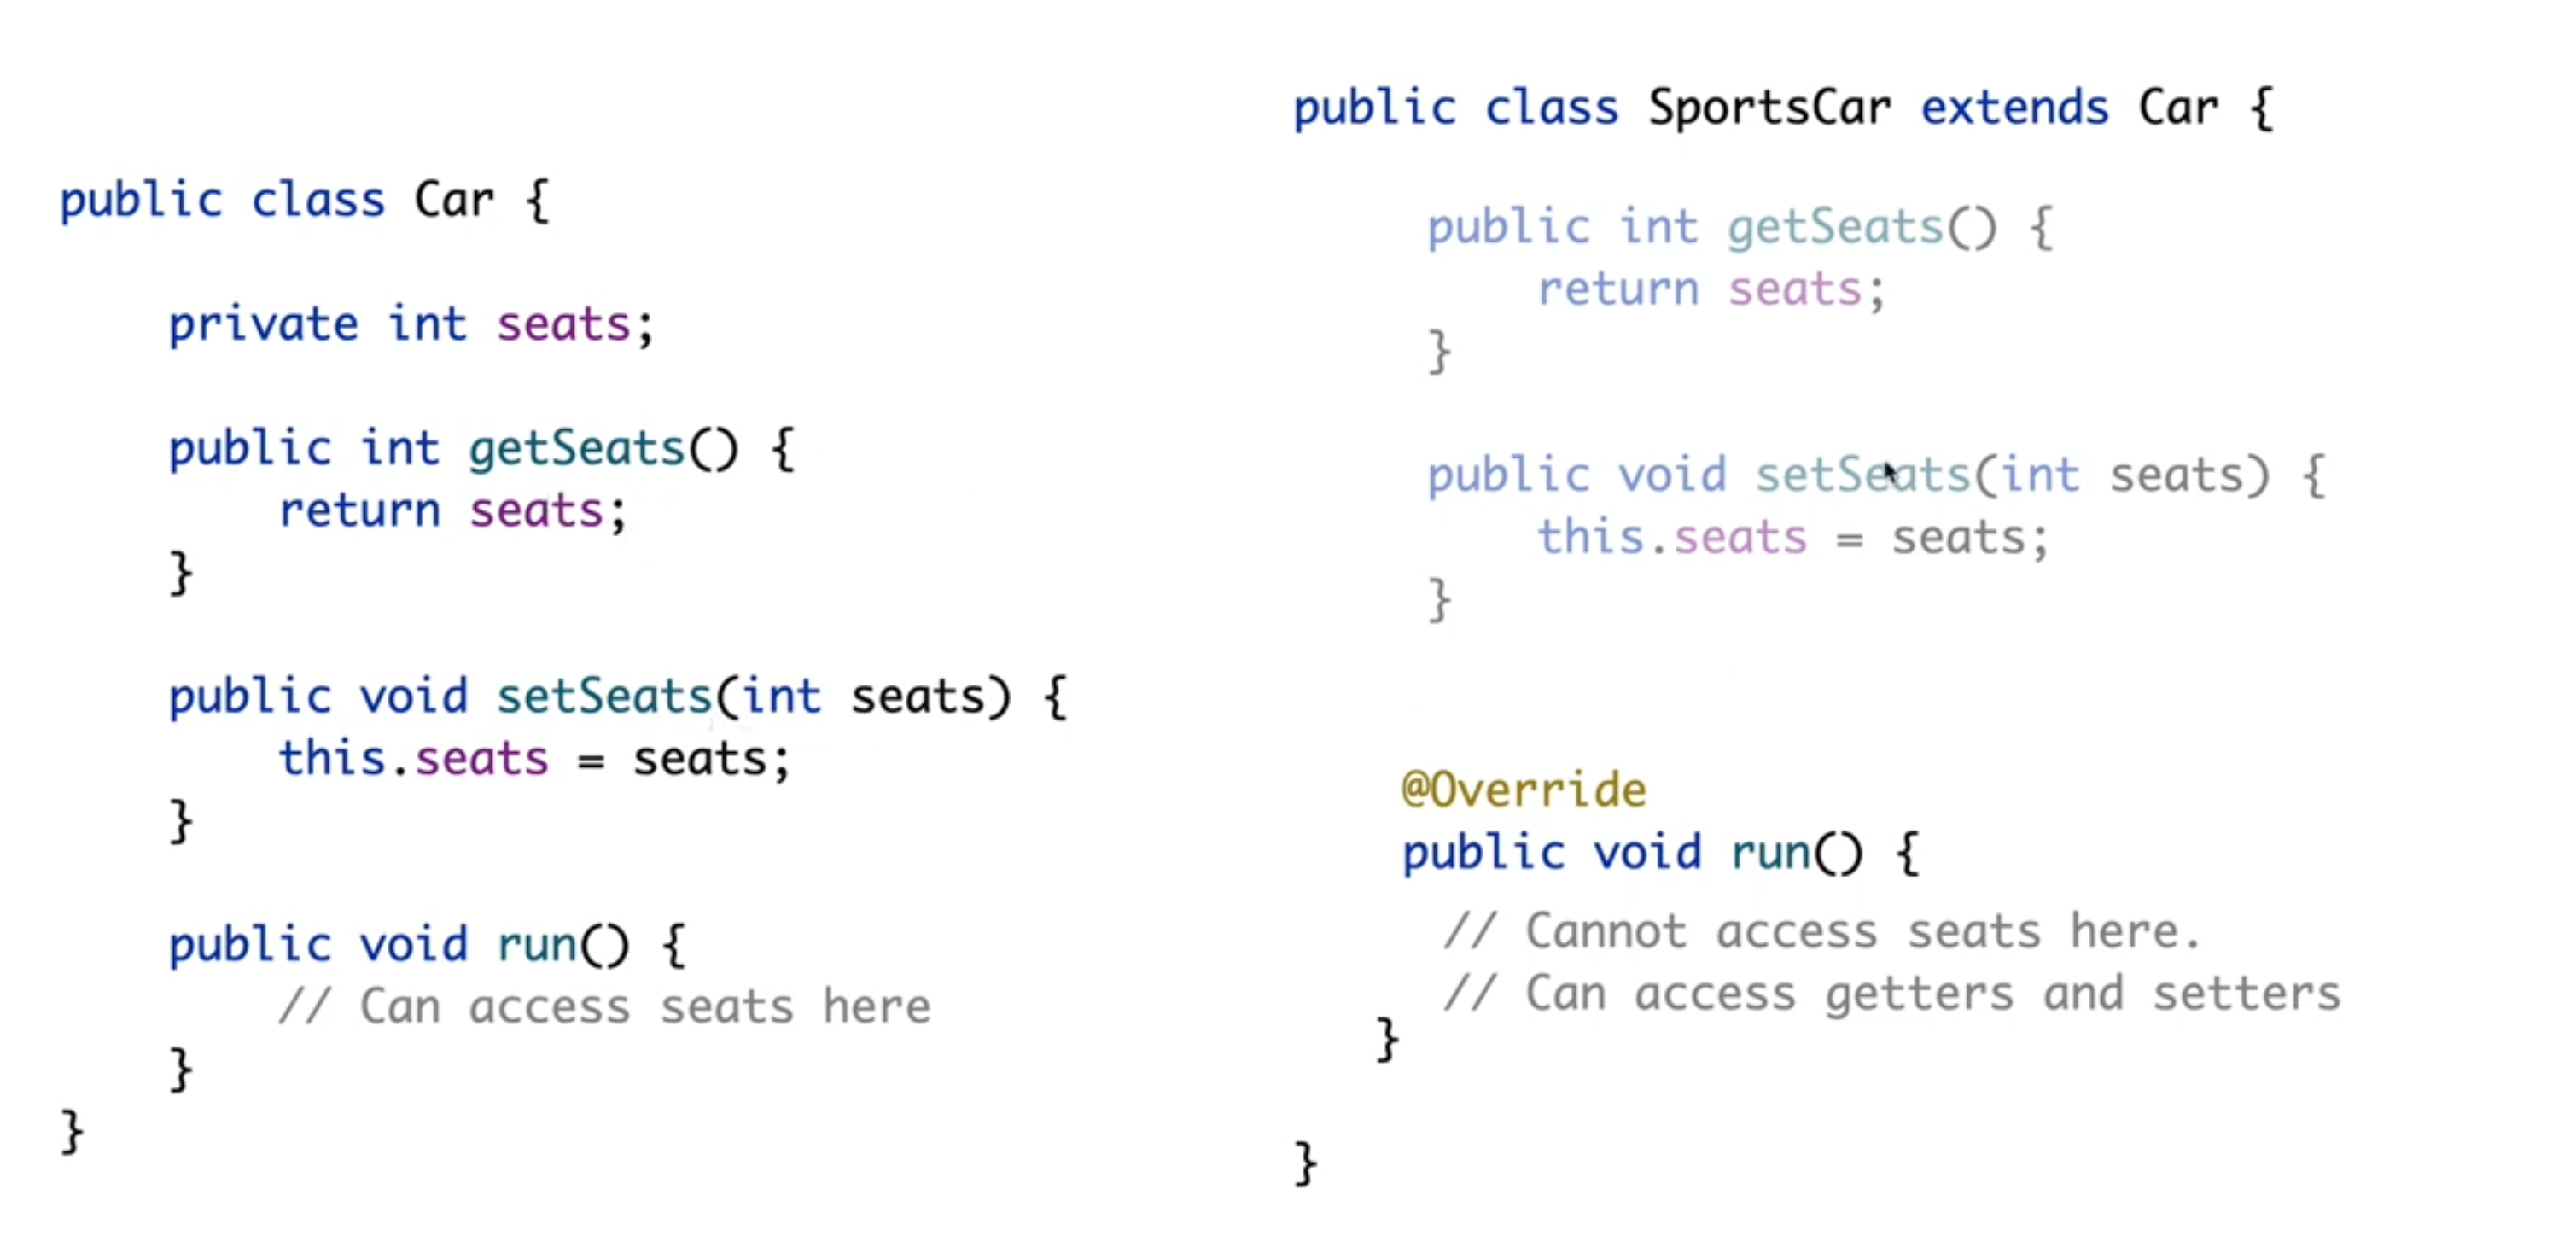 public class Car {
private int seats;
public int getSeats() {
return seats;
}
public void setSeats(int seats) {
this.seats = seats;
}
public void run() {
// Can access seats here
}
}
public class SportsCar extends Car {
public int getSeats() {
return seats;
}
public void setSeats(int seats) {
this.seats = seats;
}
@Override
public void run() {
// Cannot access seats here.
// Can access getters and setters
}
}